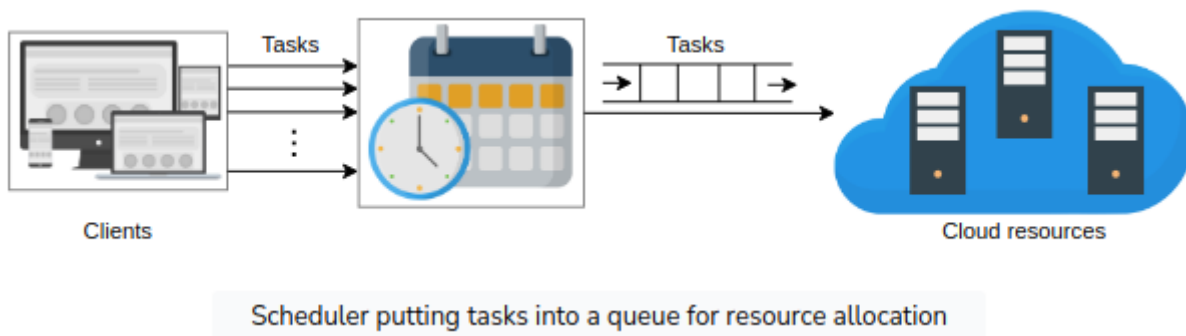 Tasks
Tasks
Clients
Cloud resources
Scheduler putting tasks into a queue for resource allocation